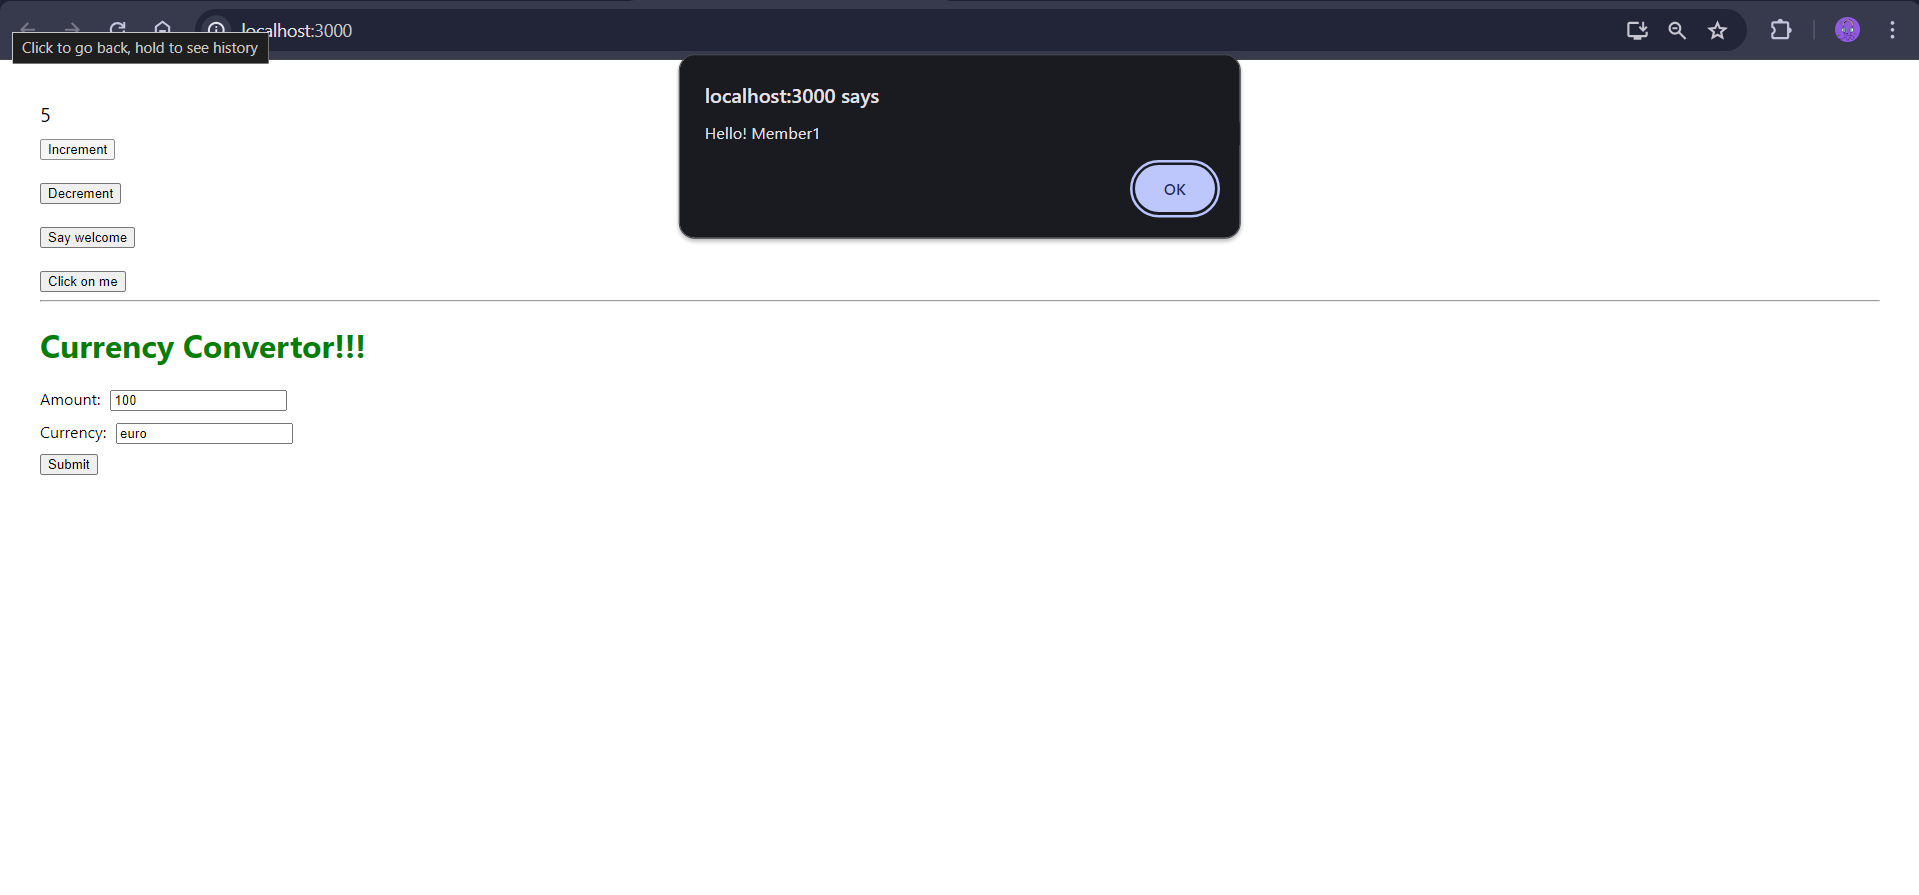 localhost:3000
Click to go back, hold to see history
localhost:3000 says
Hello! Member1
OK
5
Increment
Decrement
Say welcome
Click on me
Currency Convertor!!!
Amount: 100
Currency: euro
Submit